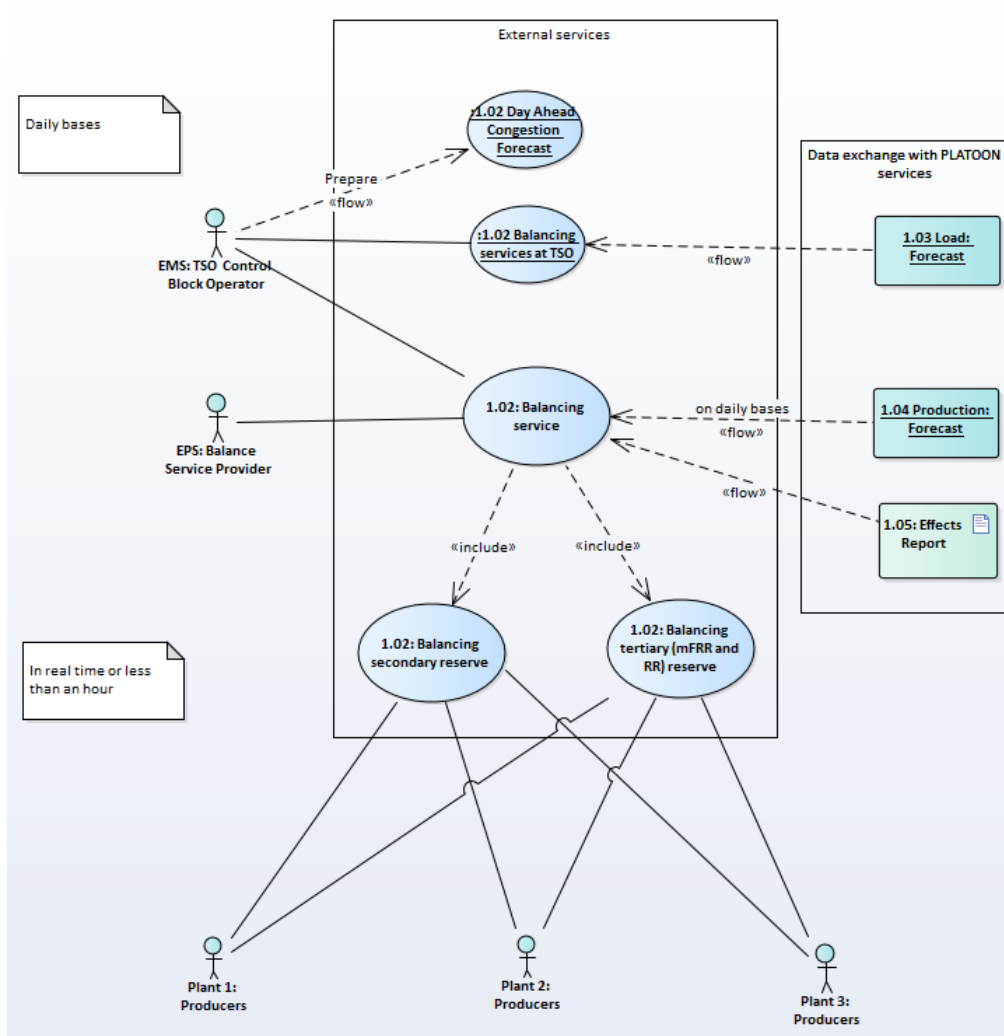 External services
Daily bases
:1.02 Day Ahead
Congestion
Forecast
Data exchange with PLATOON
services
Prepare
«flow»
:1.02 Balancing
services at TSO
1.03 Load:
Forecast
«flow»
EMS: TSO Control
Block Operator
1.02: Balancing
service
on daily bases
«flow»
1.04 Production:
Forecast
EPS: Balance
Service Provider
«flow»
1.05: Effects
Report
«include»
«include»
1.02: Balancing
secondary reserve
1.02: Balancing
tertiary (mFRR and
RR) reserve
In real time or less
than an hour
Plant 1:
Producers
Plant 2:
Producers
Plant 3:
Producers